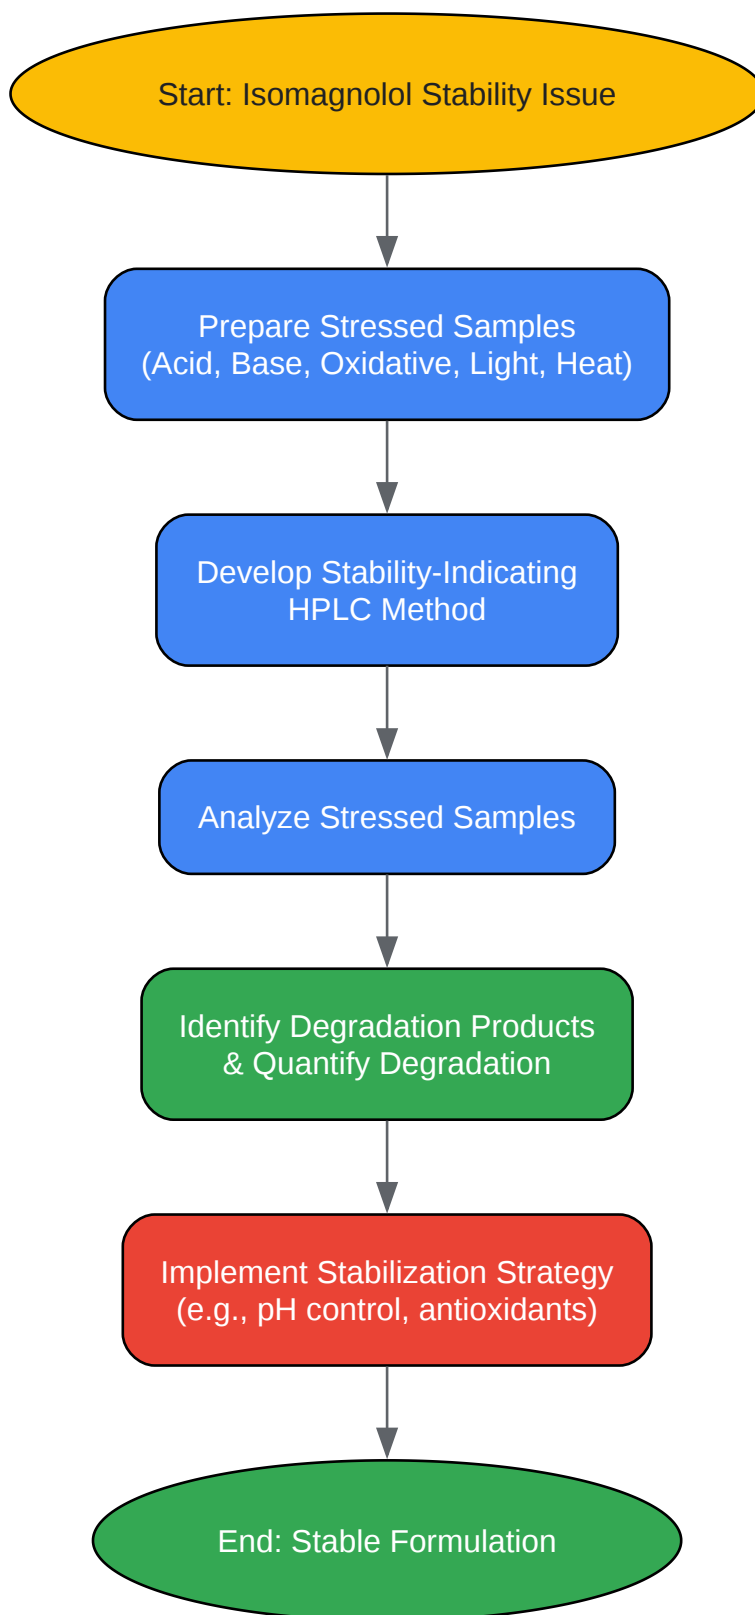 Start: Isomagnolol Stability Issue
Prepare Stressed Samples
(Acid, Base, Oxidative, Light, Heat)
Develop Stability-Indicating
HPLC Method
Analyze Stressed Samples
Identify Degradation Products
& Quantify Degradation
Implement Stabilization Strategy
(e.g., pH control, antioxidants)
End: Stable Formulation